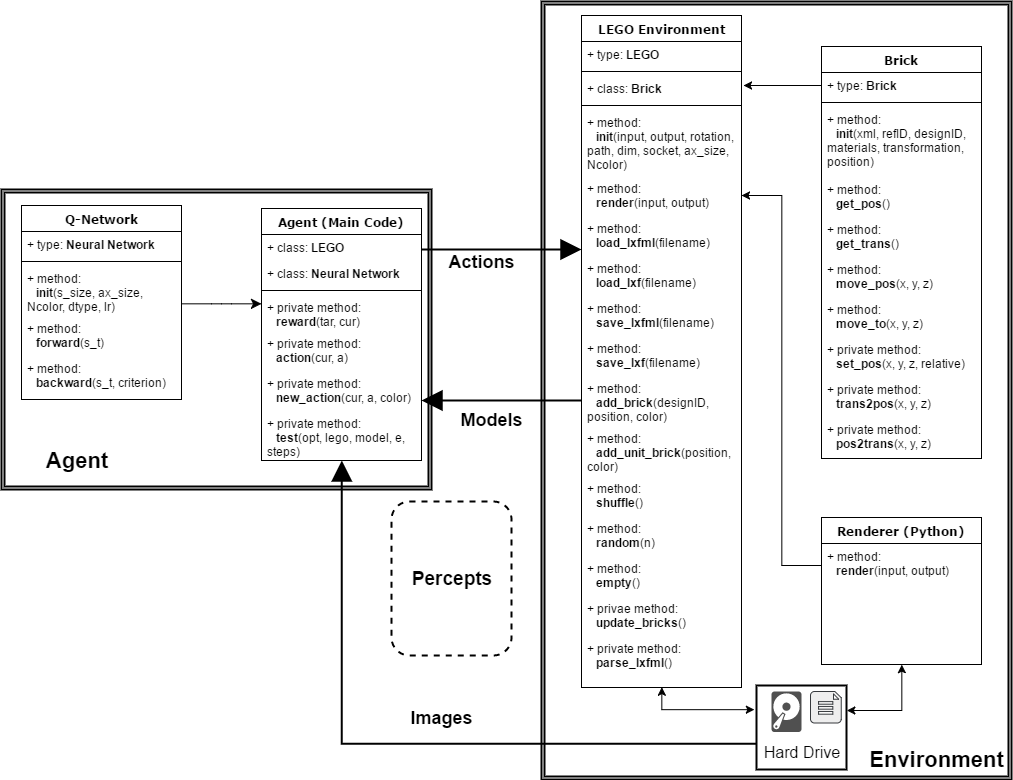 Q-Network
+ type: Neural Network
+ method:
init(s_size, ax_size,
Ncolor, dtype, lr)
+ method:
forward(s_t)
+ method:
backward(s_t, criterion)
Agent (Main Code)
+ class: LEGO
+ class: Neural Network
+ private method:
reward(tar, cur)
+ private method:
action(cur, a)
+ private method:
new_action(cur, a, color)
+ private method:
test(opt, lego, model, e,
steps)
Agent
Actions
Models
Percepts
Images
LEGO Environment
+ type: LEGO
+ class: Brick
+ method:
init(input, output, rotation,
path, dim, socket, ax_size,
Ncolor)
+ method:
render(input, output)
+ method:
load_lxfml(filename)
+ method:
load_lxf(filename)
+ method:
save_lxfml(filename)
+ method:
save_lxf(filename)
+ method:
add_brick(designID,
position, color)
+ method:
add_unit_brick(position,
color)
+ method:
shuffle()
+ method:
random(n)
+ method:
empty()
+ privae method:
update_bricks()
+ private method:
parse_lxfml()
Brick
+ type: Brick
+ method:
init(xml, refID, designID,
materials, transformation,
position)
+ method:
get_pos()
+ method:
get_trans()
+ method:
move_pos(x, y, z)
+ method:
move_to(x, y, z)
+ private method:
set_pos(x, y, z, relative)
+ private method:
trans2pos(x, y, z)
+ private method:
pos2trans(x, y, z)
Renderer (Python)
+ method:
render(input, output)
Hard Drive
Environment